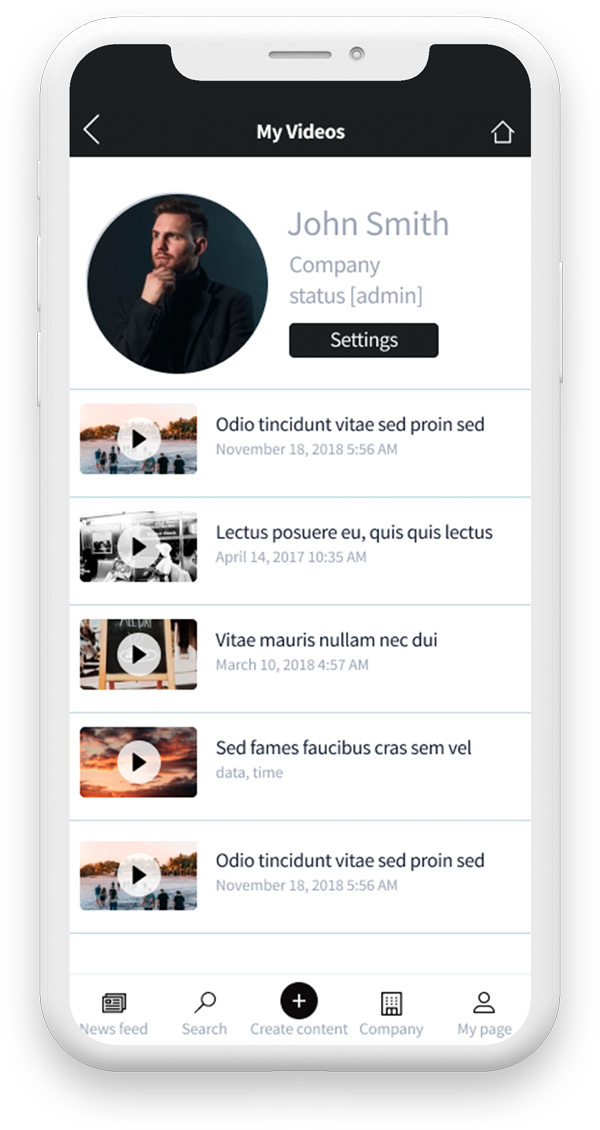 My Videos
John Smith
Company
status [admin]
Settings
Odio tincidunt vitae sed proin sed
November 18, 2018 5:56 AM
Lectus posuere eu, quis quis lectus
April 14, 2017 10:35 AM
ALL DAY
Vitae mauris nullam nec dui
March 10, 2018 4:57 AM
Sed fames faucibus cras sem vel
data, time
Odio tincidunt vitae sed proin sed
November 18, 2018 5:56 AM
News feed
Search
Create content
Company
My page